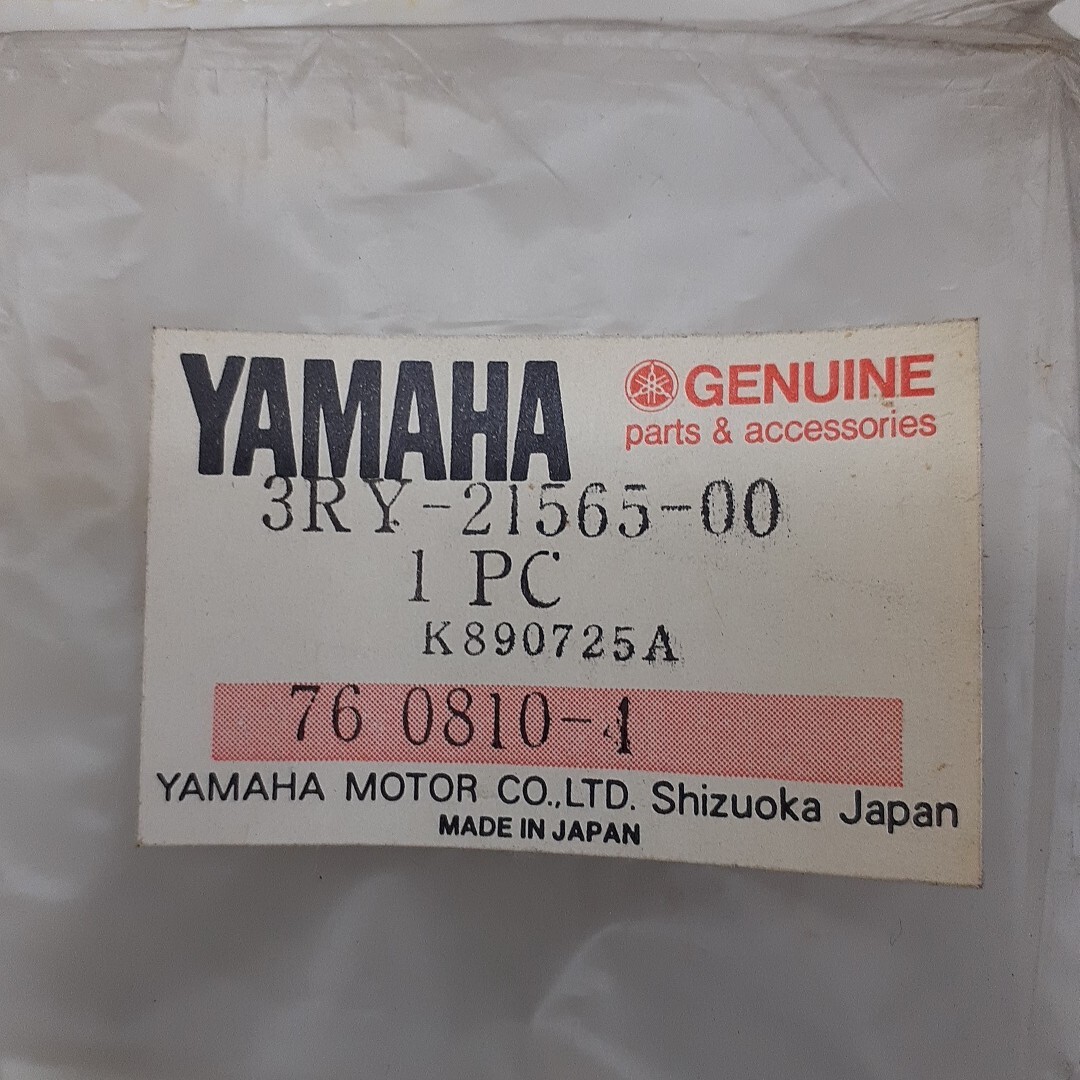 YAMAHA
GENUINE
parts & accessories
3RY-21565-00
1 PC
K890725A
76 0810-1
YAMAHA MOTOR CO.,LTD. Shizuoka Japan
MADE IN JAPAN